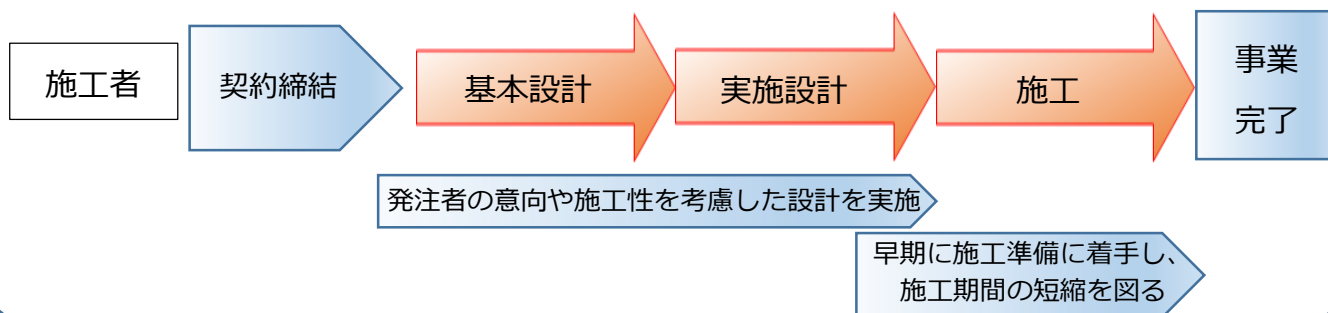 施工者
契約締結
基本設計
実施設計
施工
事業
完了
発注者の意向や施工性を考慮した設計を実施
早期に施工準備に着手し、
施工期間の短縮を図る